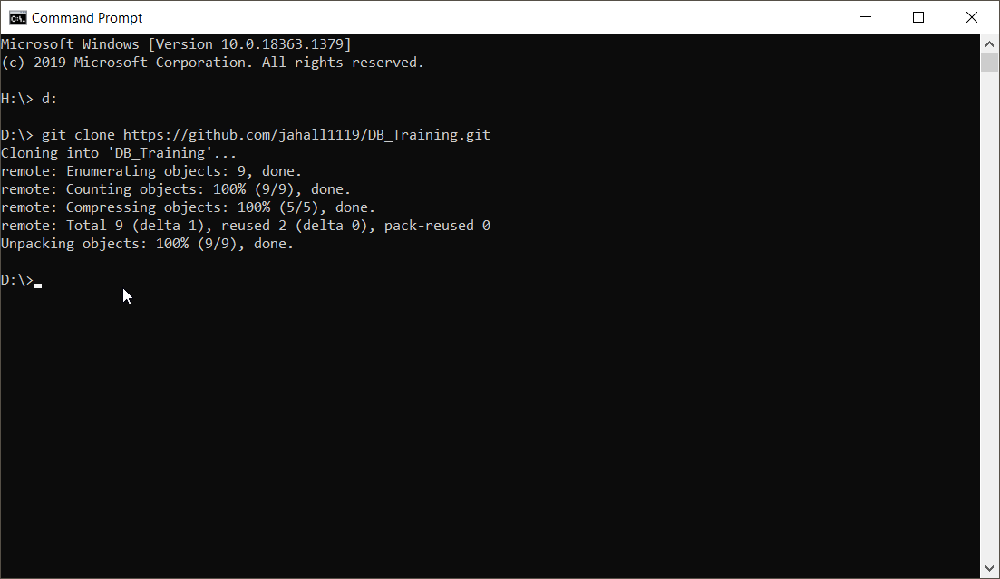 Command Prompt
Microsoft Windows [Version 10.0.18363.1379]
(c) 2019 Microsoft Corporation. All rights reserved.
H:\> d:
D:\> git clone https://github.com/jahall1119/DB_Training.git
Cloning into 'DB_Training'...
remote: Enumerating objects: 9, done.
remote: Counting objects: 100% (9/9), done.
remote: Compressing objects: 100% (5/5), done.
remote: Total 9 (delta 1), reused 2 (delta 0), pack-reused 0
Unpacking objects: 100% (9/9), done.
D:\>